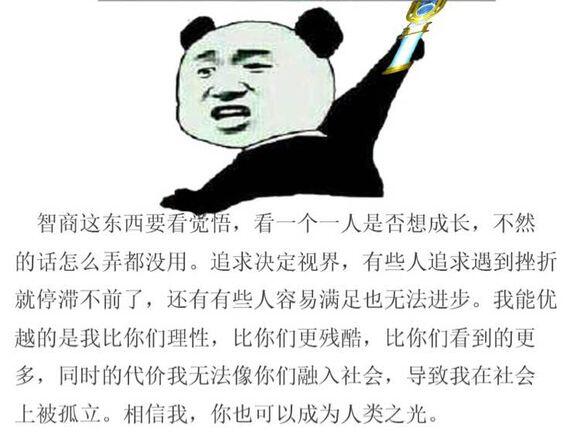 智商这东西要看觉悟，看一个一人是否想成长，不然
的话怎么弄都没用。追求决定视界，有些人追求遇到挫折
就停滞不前了，还有有些人容易满足也无法进步。我能优
越的是我比你们理性，比你们更残酷，比你们看到的更
多，同时的代价我无法像你们融入社会，导致我在社会
上被孤立。相信我，你也可以成为人类之光。